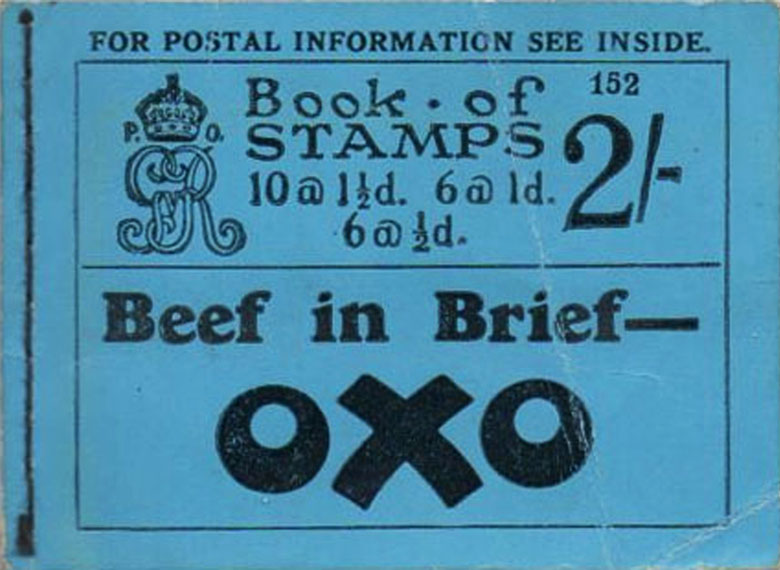 FOR POSTAL INFORMATION SEE INSIDE.
152
P. O.
GVR
Book · of
STAMPS
2/-
10 @ 1½d. 6 @ 1d.
6 @ ½d.
Beef in Brief—
OXO